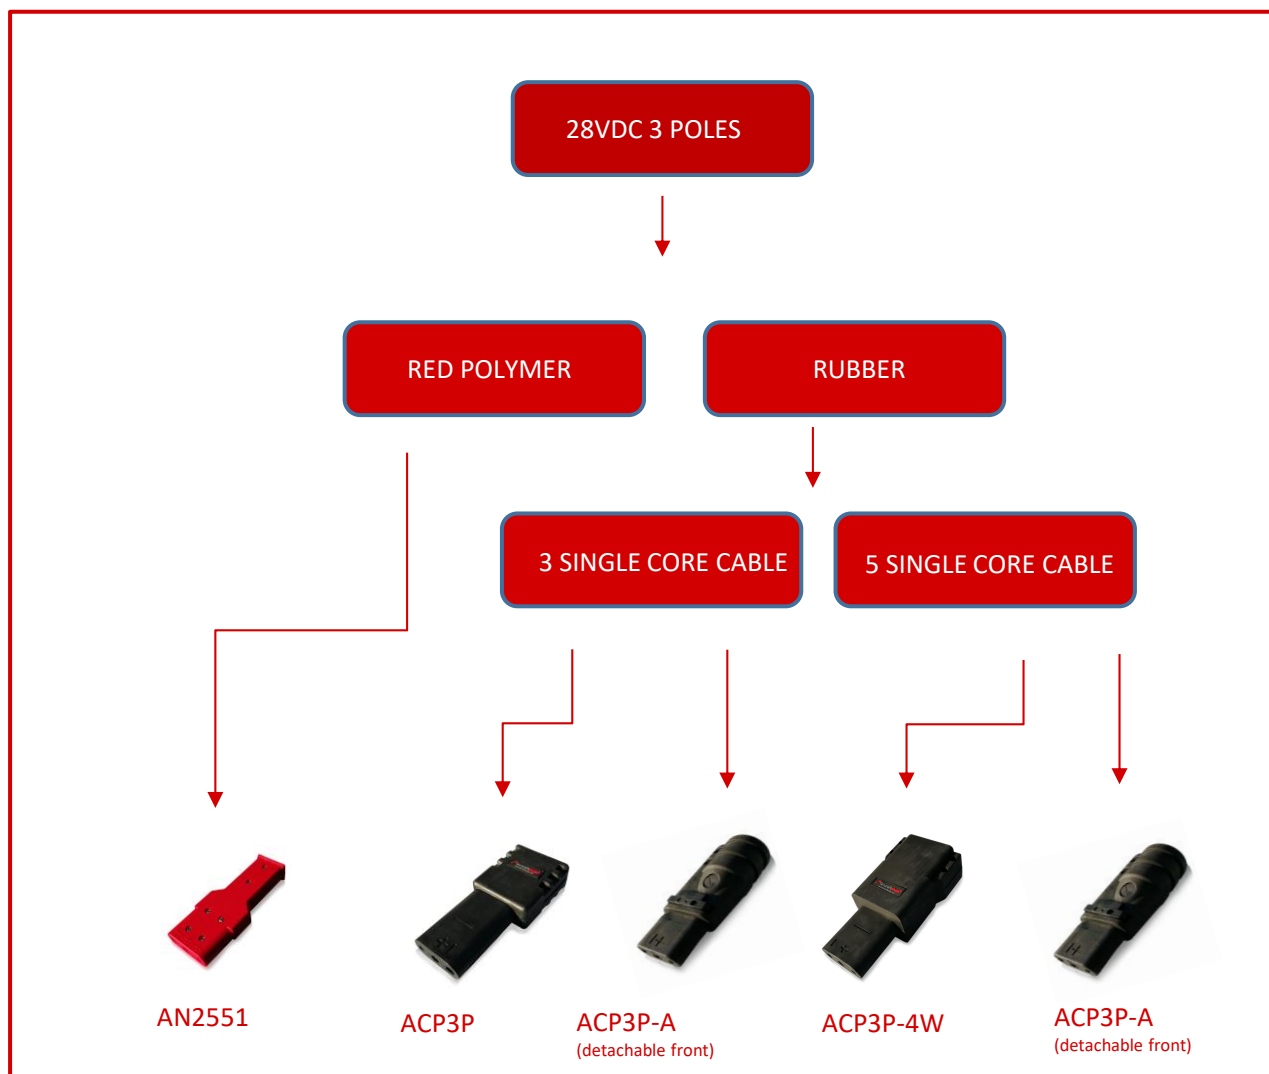 28VDC 3 POLES
RED POLYMER
RUBBER
3 SINGLE CORE CABLE
5 SINGLE CORE CABLE
AN2551
ACP3P
ACP3P-A
(detachable front)
ACP3P-4W
ACP3P-A
(detachable front)